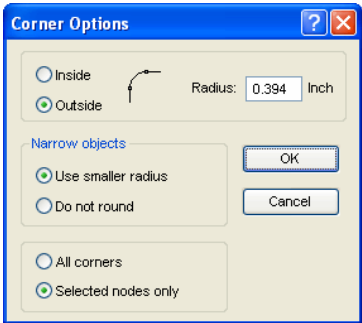 Corner Options
Inside
Outside
Radius: 0.394 Inch
Narrow objects
Use smaller radius
Do not round
OK
Cancel
All corners
Selected nodes only